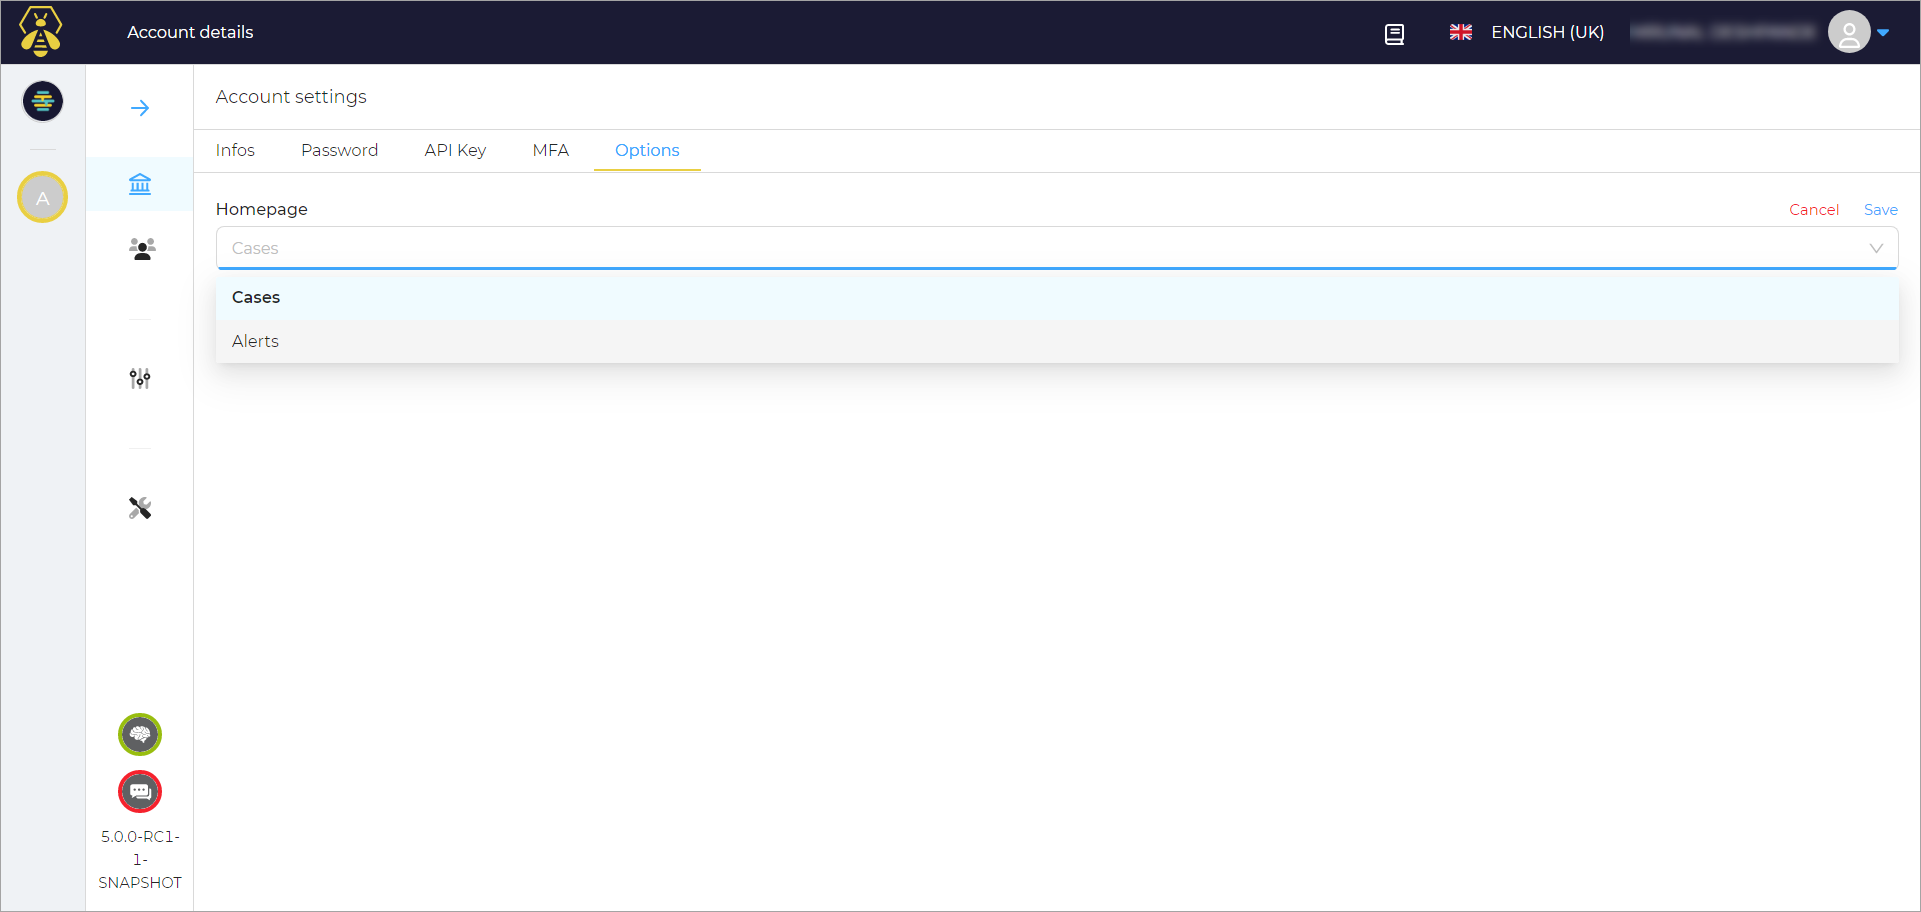 Account details
ENGLISH (UK)
A
Account settings
Infos
Password
API Key
MFA
Options
Homepage
Cancel
Save
Cases
Cases
Alerts
5.0.0-RC1-
1-
SNAPSHOT